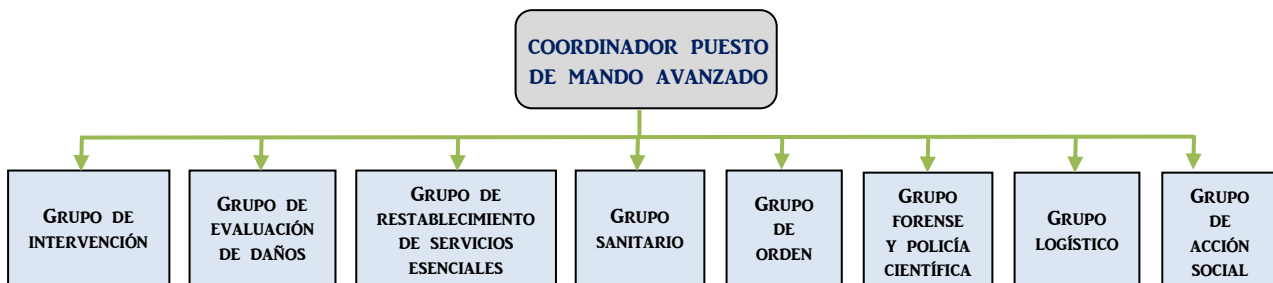 COORDINADOR PUESTO
DE MANDO AVANZADO
GRUPO DE
INTERVENCIÓN
GRUPO DE
EVALUACIÓN
DE DAÑOS
GRUPO DE
RESTABLECIMIENTO
DE SERVICIOS
ESENCIALES
GRUPO
SANITARIO
GRUPO
DE
ORDEN
GRUPO
FORENSE
Y POLICÍA
CIENTÍFICA
GRUPO
LOGÍSTICO
GRUPO
DE
ACCIÓN
SOCIAL